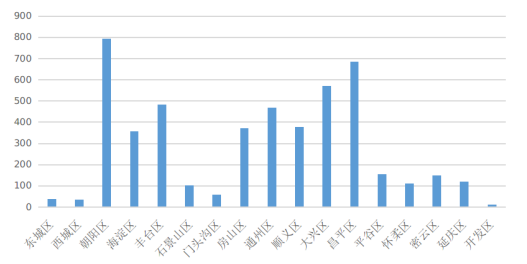 900
800
700
600
500
400
300
200
100
0
东城区
西城区
朝阳区
海淀区
丰台区
石景山区
门头沟区
房山区
通州区
顺义区
大兴区
昌平区
平谷区
怀柔区
密云区
延庆区
开发区